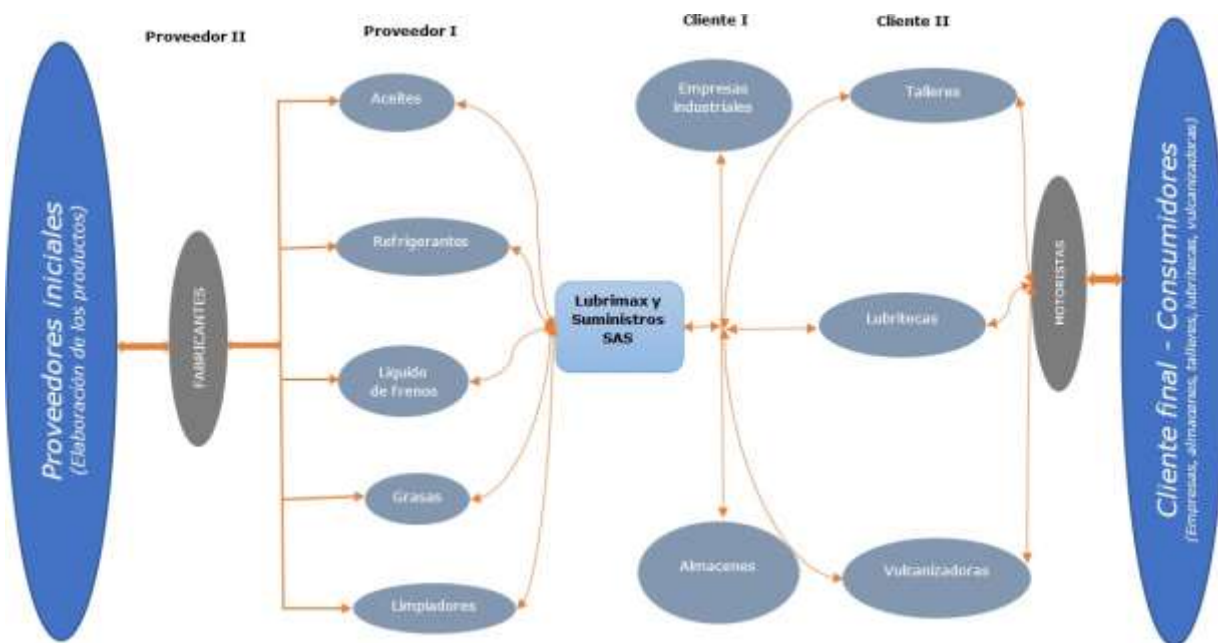 Proveedor II
Proveedor I
Cliente I
Cliente II
Proveedores iniciales
(Elaboración de los productos)
FABRICANTES
Aceites
Refrigerantes
Líquido
de frenos
Grasas
Limpiadores
Lubrimax y
Suministros
SAS
Empresas
industriales
Almacenes
Talleres
Lubritecas
Vulcanizadoras
MOTORISTAS
Cliente final - Consumidores
(Empresas, almacenes, talleres, lubritecas, vulcanizadoras)